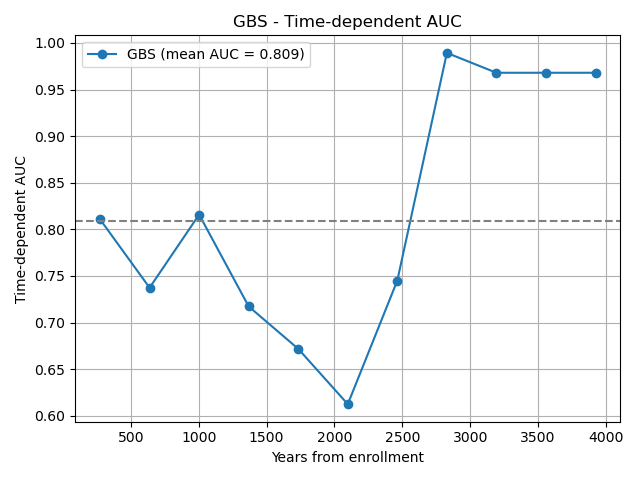 GBS - Time-dependent AUC
GBS (mean AUC = 0.809)
Time-dependent AUC
1.00
0.95
0.90
0.85
0.80
0.75
0.70
0.65
0.60
500 1000 1500 2000 2500 3000 3500 4000
Years from enrollment